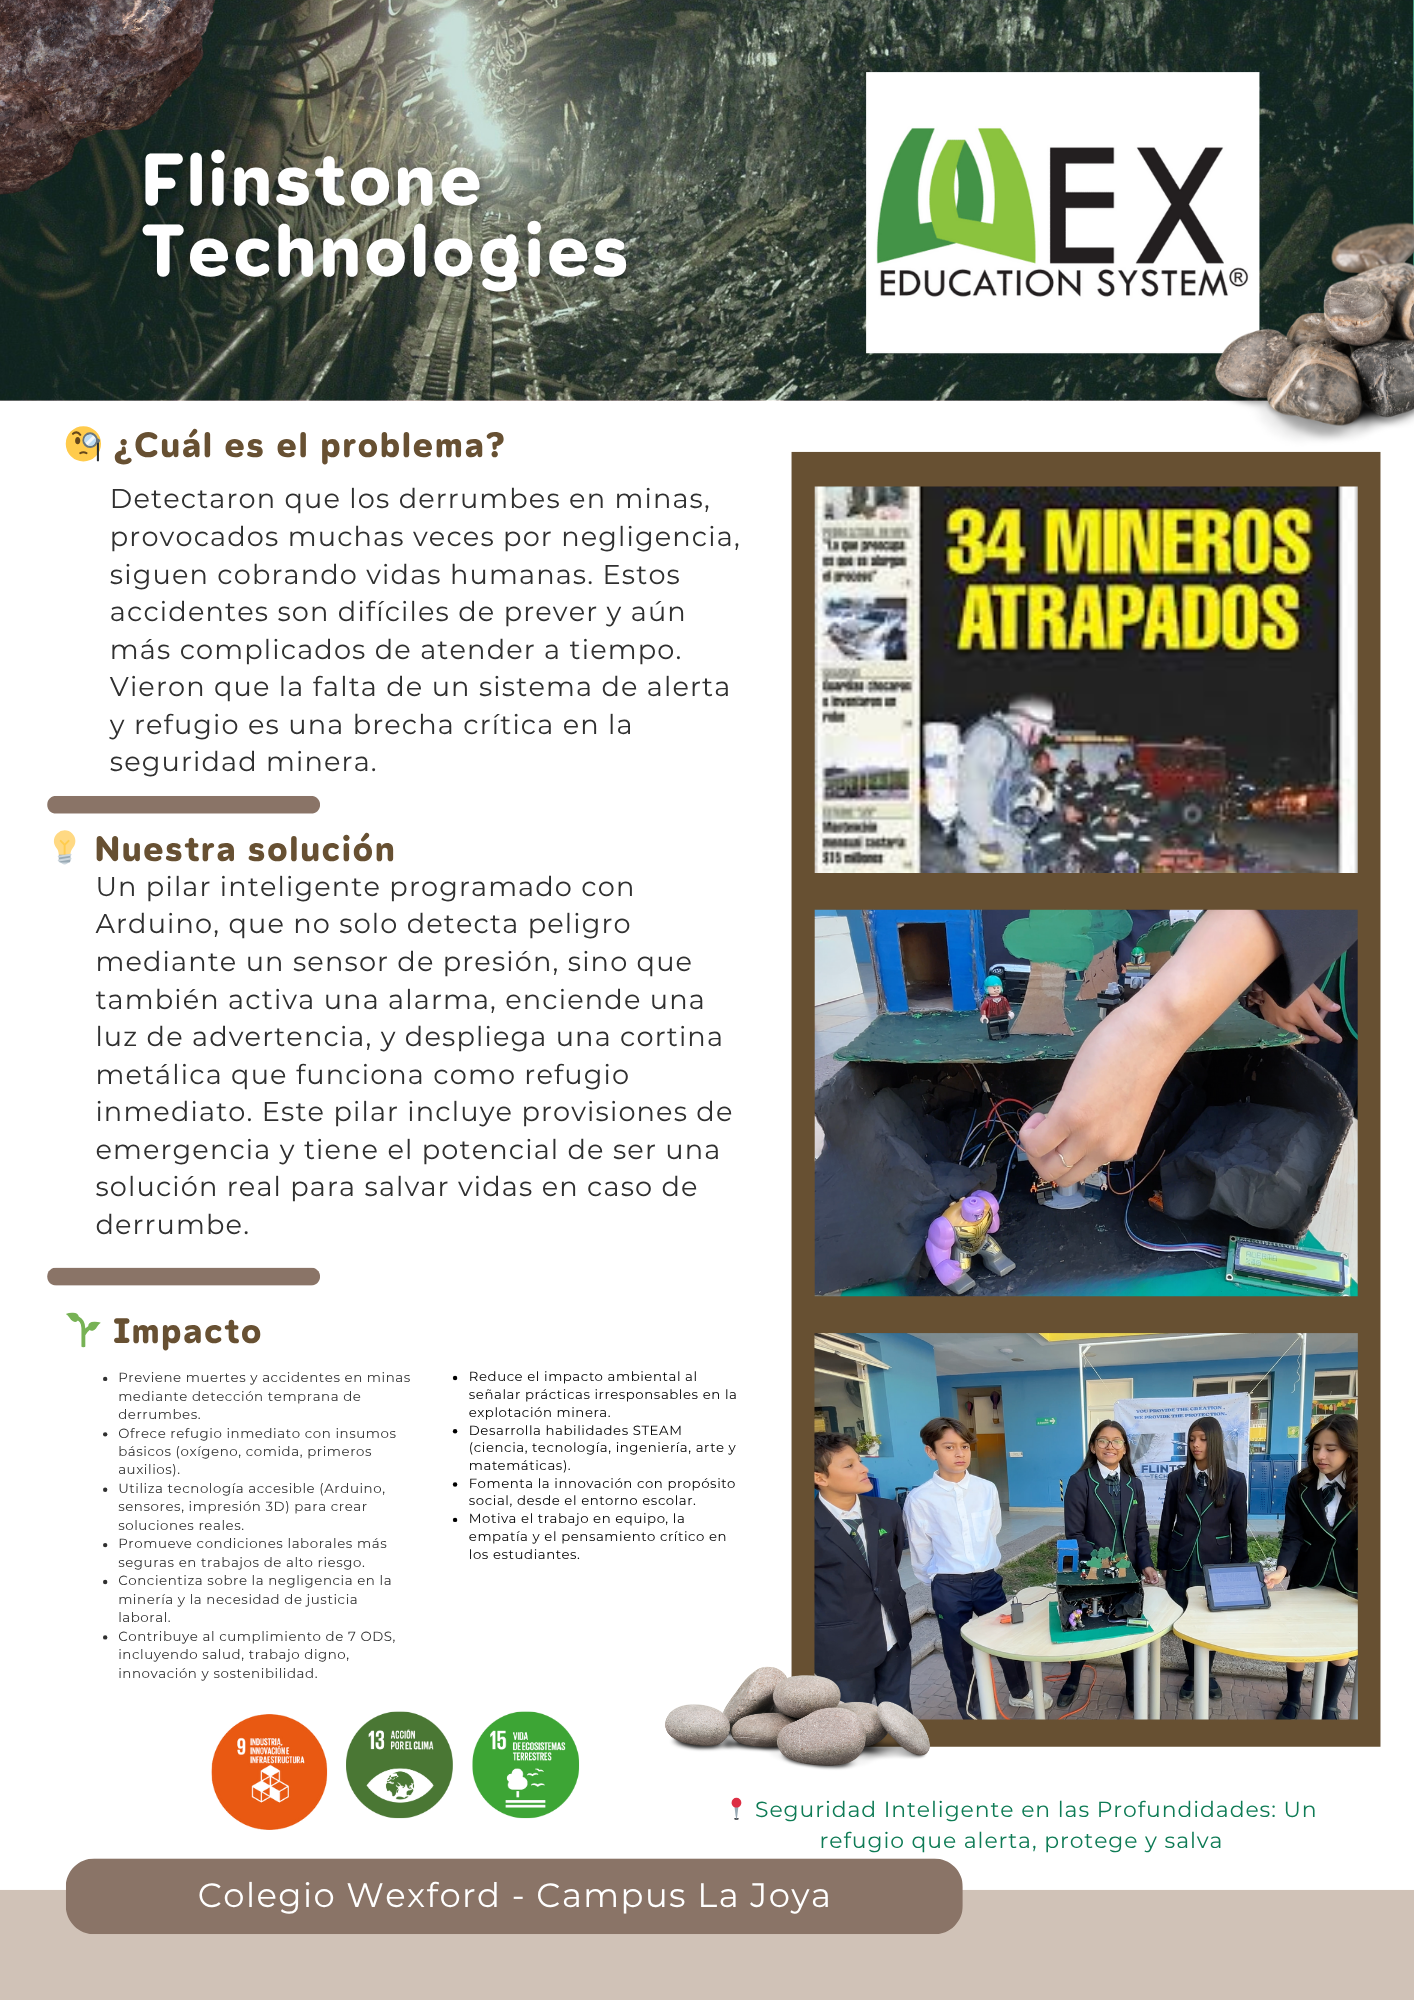 Flinstone
Technologies
EX
EDUCATION SYSTEM®
¿Cuál es el problema?
Detectaron que los derrumbes en minas,
provocados muchas veces por negligencia,
siguen cobrando vidas humanas. Estos
accidentes son difíciles de prever y aún
más complicados de atender a tiempo.
Vieron que la falta de un sistema de alerta
y refugio es una brecha crítica en la
seguridad minera.
Nuestra solución
Un pilar inteligente programado con
Arduino, que no solo detecta peligro
mediante un sensor de presión, sino que
también activa una alarma, enciende una
luz de advertencia, y despliega una cortina
metálica que funciona como refugio
inmediato. Este pilar incluye provisiones de
emergencia y tiene el potencial de ser una
solución real para salvar vidas en caso de
derrumbe.
Impacto
Previene muertes y accidentes en minas
mediante detección temprana de
derrumbes.
Ofrece refugio inmediato con insumos
básicos (oxígeno, comida, primeros
auxilios).
Utiliza tecnología accesible (Arduino,
sensores, impresión 3D) para crear
soluciones reales.
Promueve condiciones laborales más
seguras en trabajos de alto riesgo.
Concientiza sobre la negligencia en la
minería y la necesidad de justicia
laboral.
Contribuye al cumplimiento de 7 ODS,
incluyendo salud, trabajo digno,
innovación y sostenibilidad.
Reduce el impacto ambiental al
señalar prácticas irresponsables en la
explotación minera.
Desarrolla habilidades STEAM
(ciencia, tecnología, ingeniería, arte y
matemáticas).
Fomenta la innovación con propósito
social, desde el entorno escolar.
Motiva el trabajo en equipo, la
empatía y el pensamiento crítico en
los estudiantes.
9 INDUSTRIA,
INNOVACIÓN E
INFRAESTRUCTURA
13 ACCIÓN
POR EL CLIMA
15 VIDA
DE ECOSISTEMAS
TERRESTRES
34 MINEROS
ATRAPADOS
"Lo que preocupa
es que se alargue
el proceso"
$15 millones
YOU PROVIDE THE CREATION,
WE PROVIDE THE PROTECTION.
Seguridad Inteligente en las Profundidades: Un
refugio que alerta, protege y salva
Colegio Wexford - Campus La Joya